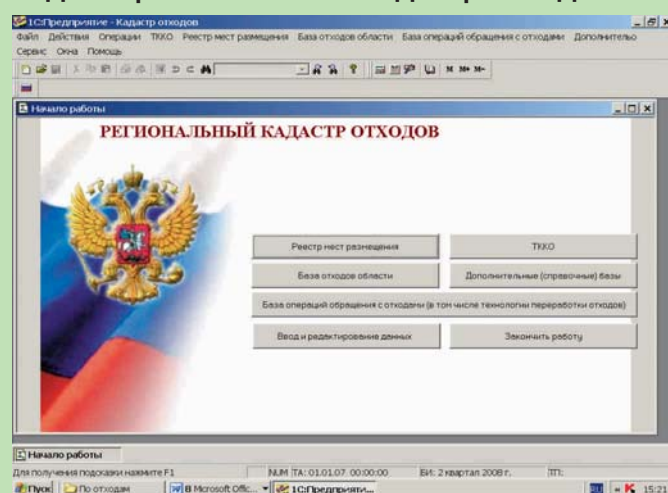 1С:Предприятие - Кадастр отходов
Файл Действия Операции ТККО Реестр мест размещения База отходов области База операций обращения с отходами Дополнительо
Сервис Окна Помощь
M M+ M-
Начало работы
РЕГИОНАЛЬНЫЙ КАДАСТР ОТХОДОВ
Реестр мест размещения
ТККО
База отходов области
Дополнительные (справочные) базы
База операций обращения с отходами (в том числе технологии переработки отходов)
Ввод и редактирование данных
Закончить работу
Начало работы
Для получения подсказки нажмите F1
NUM TA: 01.01.07 00:00:00 БИ: 2 квартал 2008 г. ТП:
Пуск По отходам 8 Microsoft Offic... 1С:Предприяти... 15:21